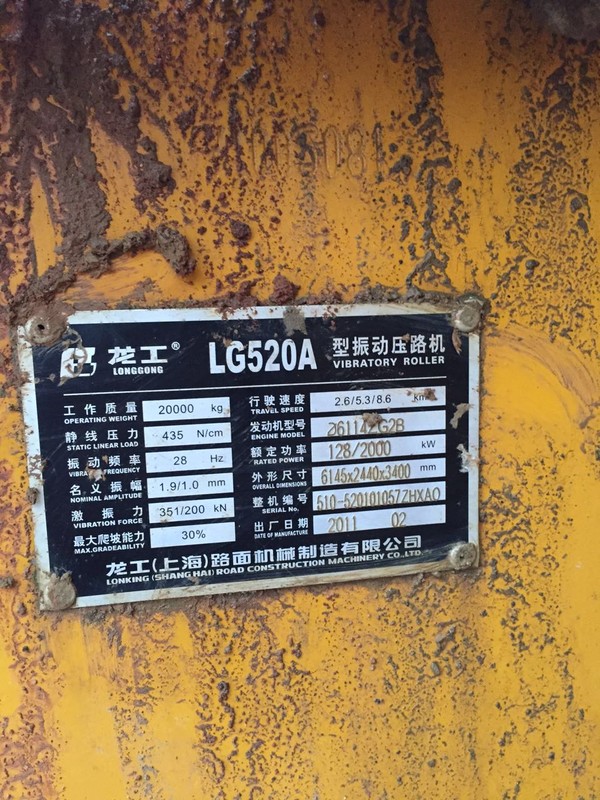 龙工® LG520A 型振动压路机
LONGGONG VIBRATORY ROLLER
工作质量 20000 kg
OPERATING WEIGHT
静线压力 435 N/cm
STATIC LINEAR LOAD
振动频率 28 Hz
VIBRATORY FREQUENCY
名义振幅 1.9/1.0 mm
NOMINAL AMPLITUDE
激振力 351/200 kN
VIBRATION FORCE
最大爬坡能力 30%
MAX.GRADEABILITY
行驶速度 2.6/5.3/8.6
TRAVEL SPEED
发动机型号
ENGINE MODEL
额定功率 128/2000 kW
RATED POWER
外形尺寸 6145x2440x3400 mm
OVERALL DIMENSIONS
整机编号 510-520101057ZHXAO
SERIAL No.
出厂日期 2011 02
DATE OF MANUFACTURE
龙工(上海)路面机械制造有限公司
LONKING (SHANGHAI) ROAD CONSTRUCTION MACHINERY CO.,LTD.